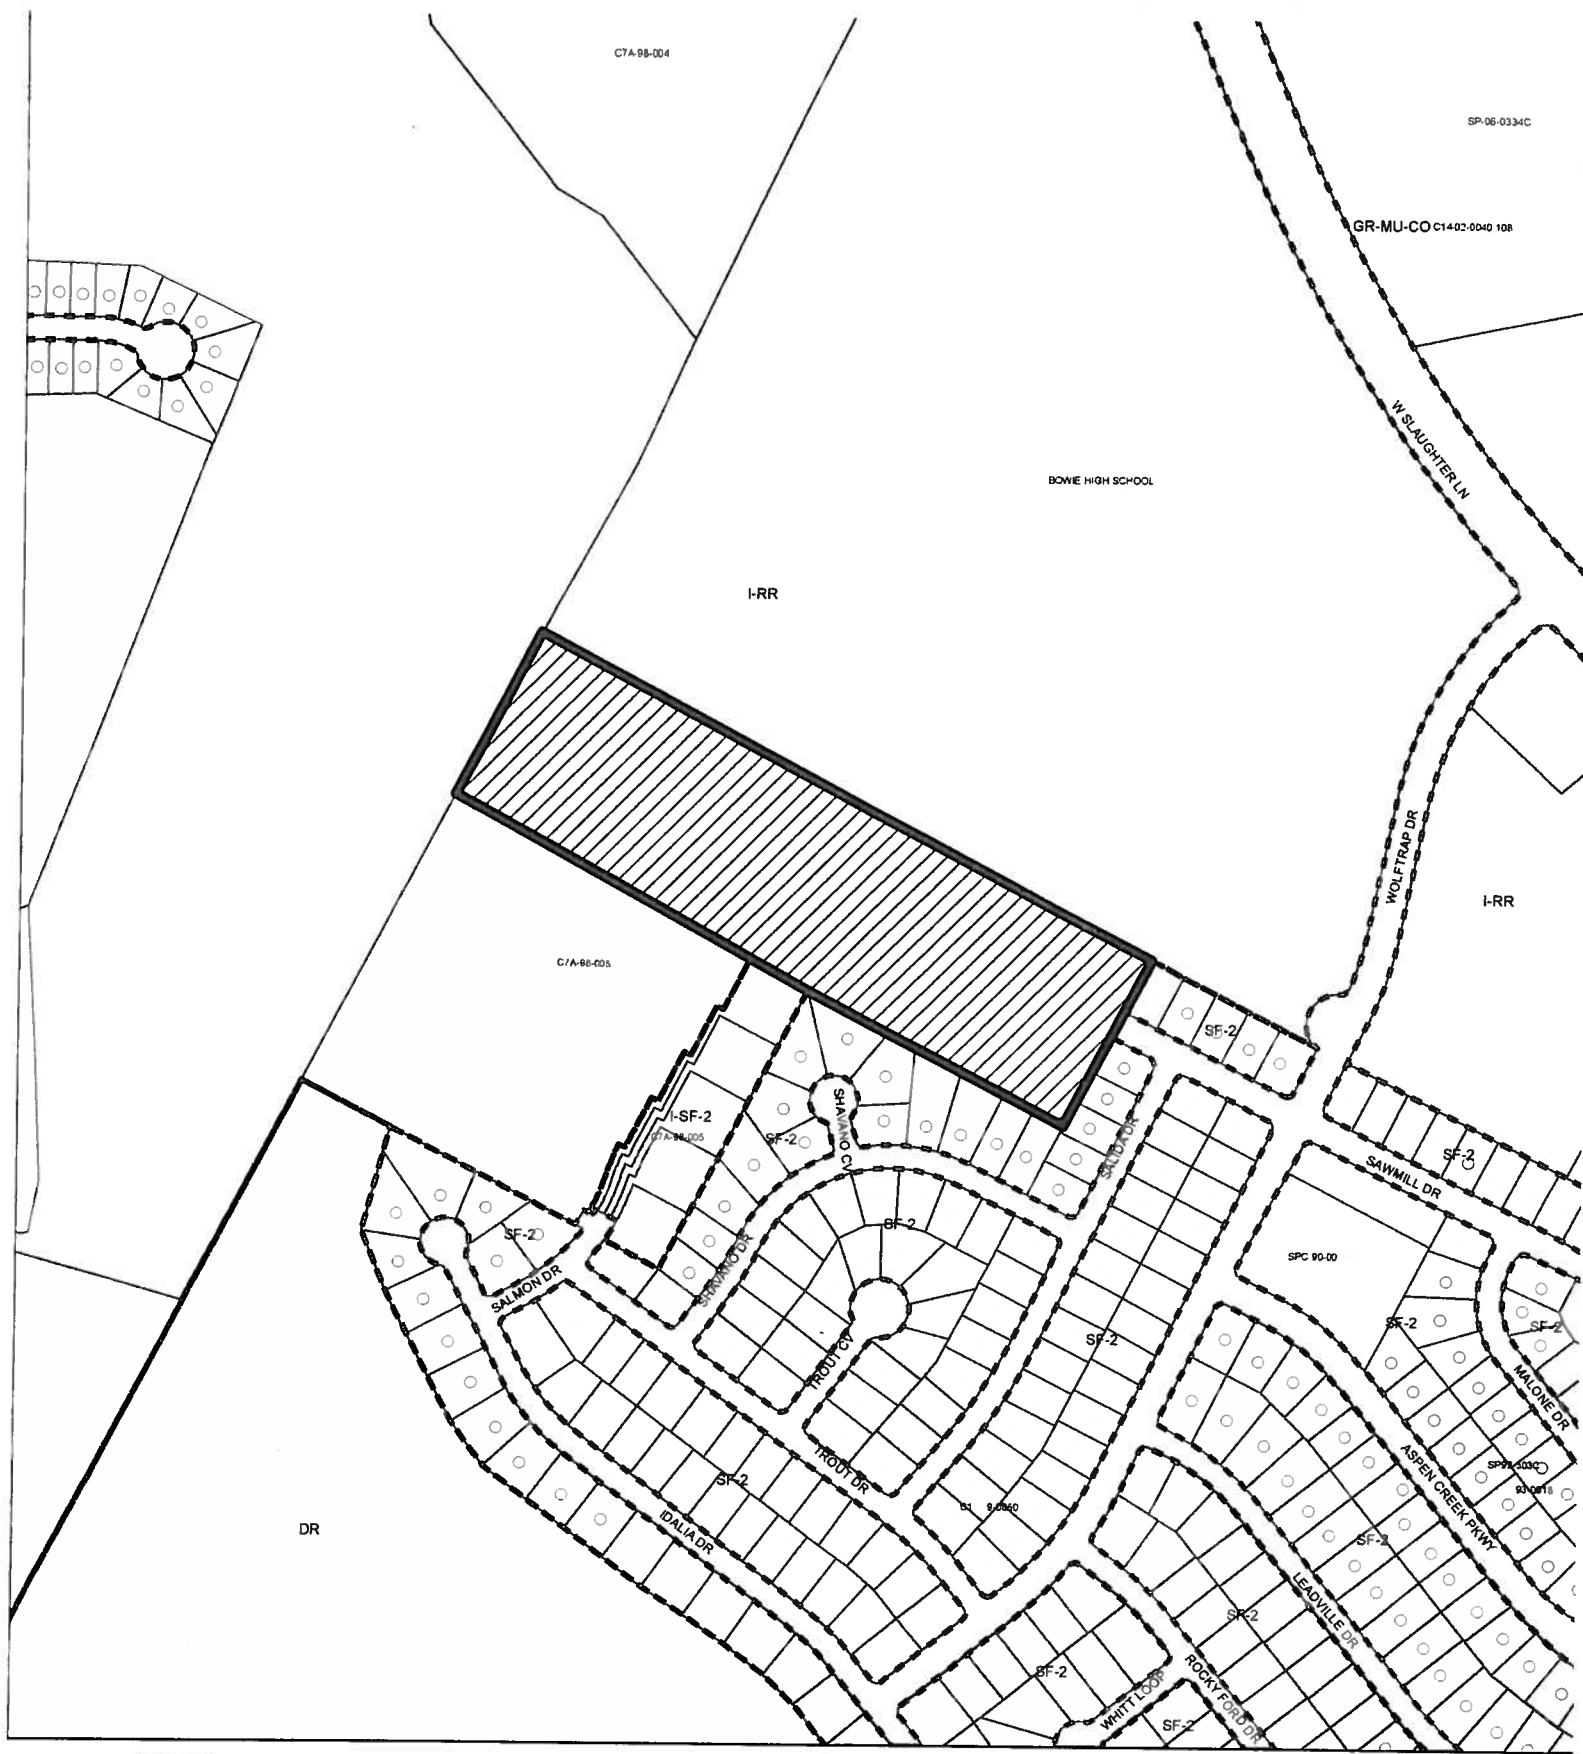 C7A-98-004
SP-06-0334C
GR-MU-CO C14-02-0040 108
W SLAUGHTER LN
BOWIE HIGH SCHOOL
I-RR
WOLFTRAP DR
I-RR
C7A-98-005
SF-2
I-SF-2
C7A-98-005
SHAVANO CV
SF-2
SALIDA DR
SF-2
SAWMILL DR
SF-2
SF-2
SHAVANO DR
SPC 90-00
SALMON DR
TROUT CV
SF-2
SF-2
SF-2
MALONE DR
TROUT DR
SF-2
ASPEN CREEK PKWY
IDALIA DR
DR
SF-2
LEADVILLE DR
SF-2
SF-2
ROCKY FORD DR
WHITT LOOP
SF-2